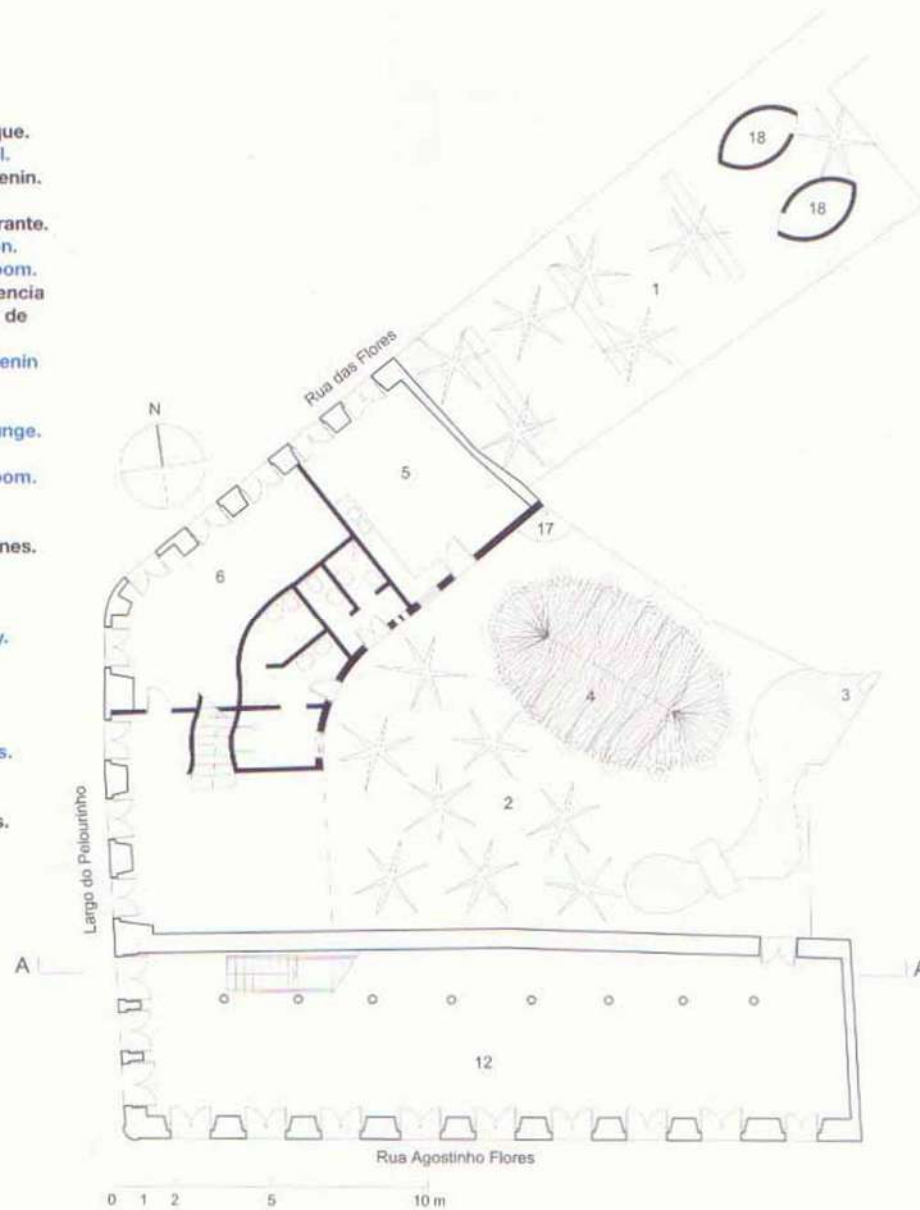 que.
l.
enin.
rante.
n.
oom.
encia
de
enin
unge.
oom.
nes.
y.
s.
s.
18
18
1
Rua das Flores
N
5
17
6
4
3
2
Largo do Pelourinho
A
A
12
Rua Agostinho Flores
0 1 2 5 10 m